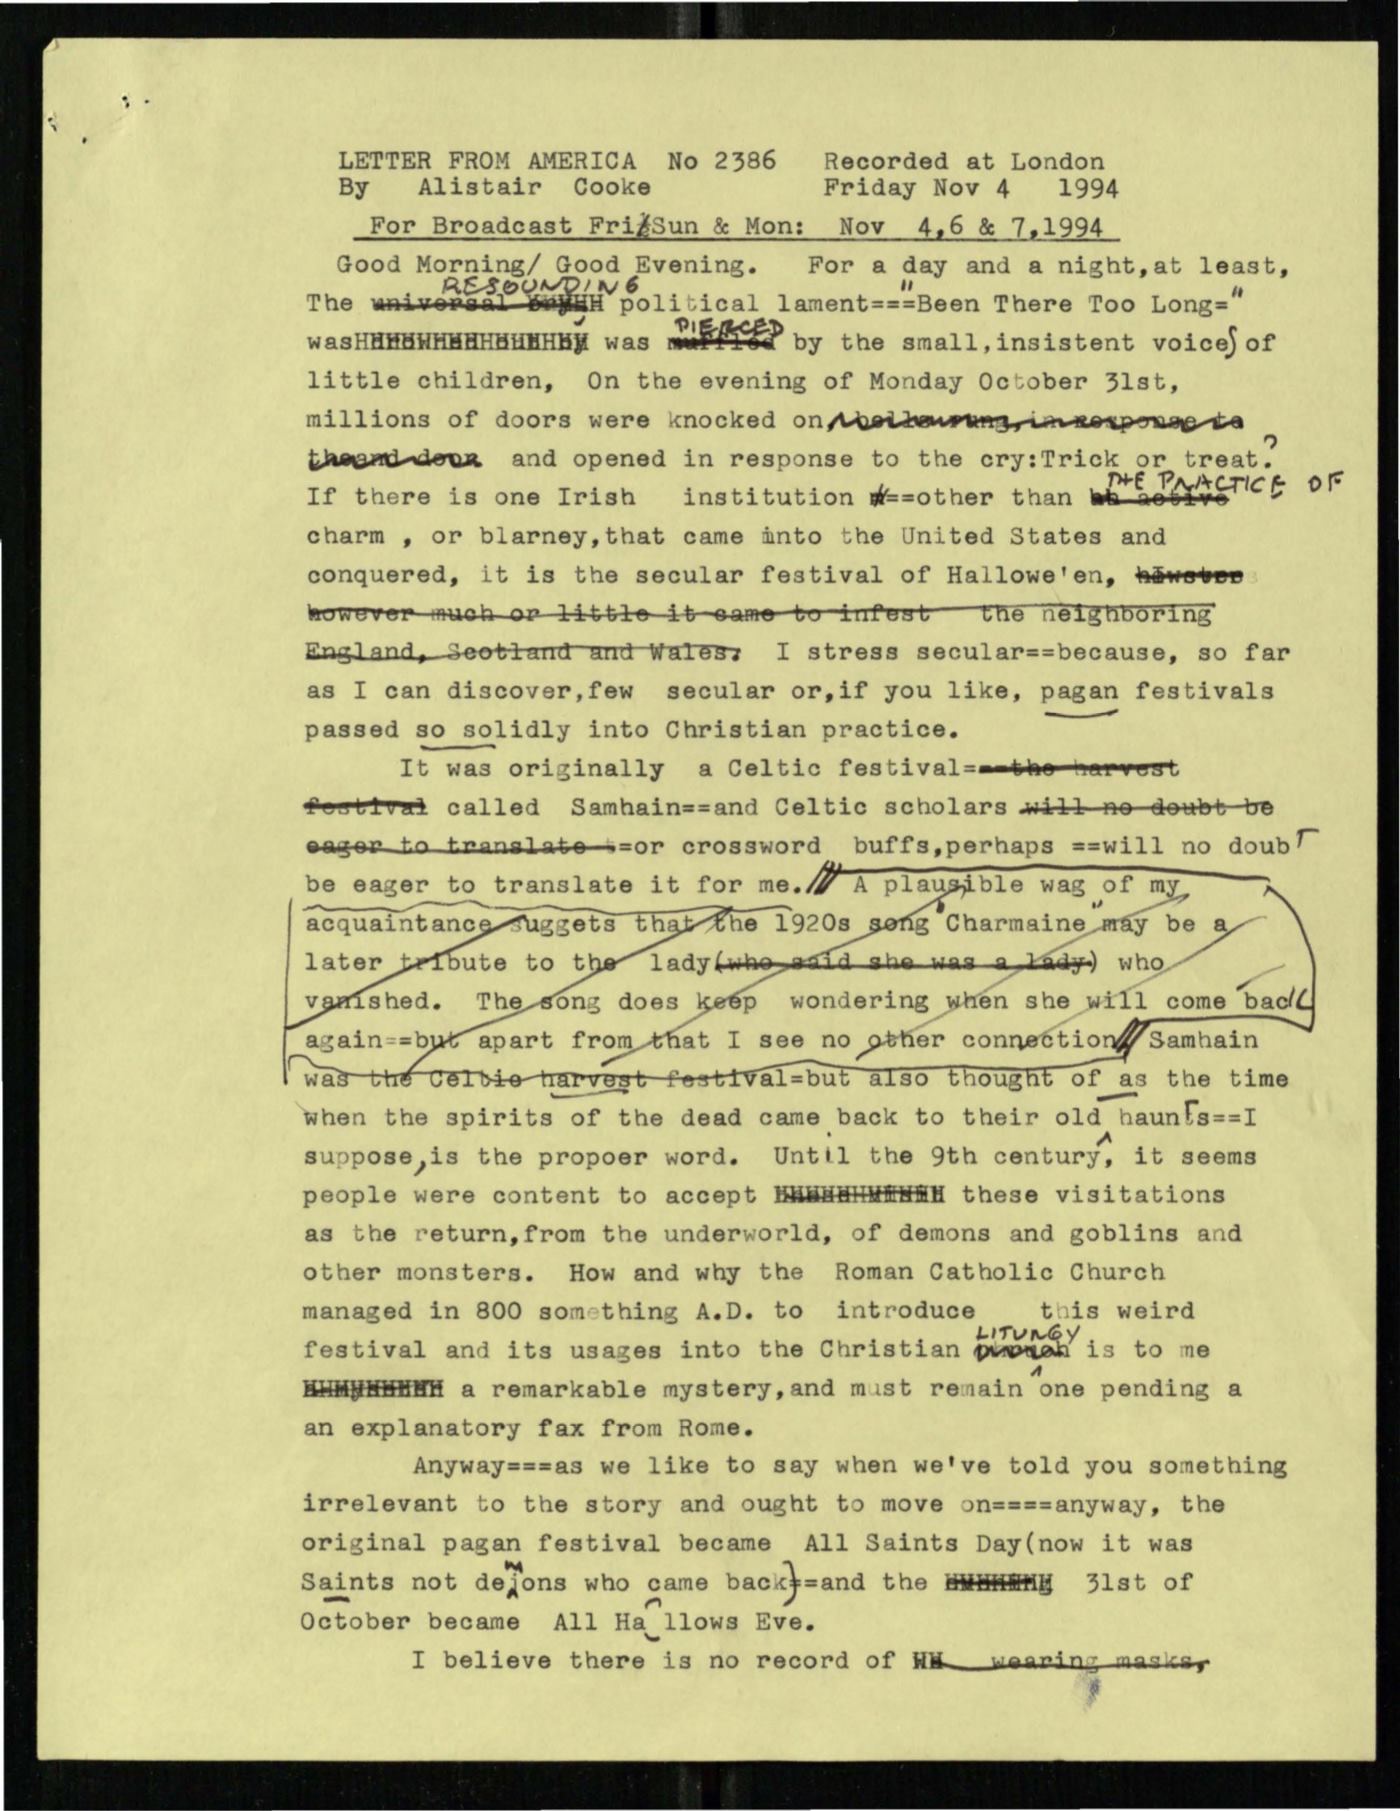 LETTER FROM AMERICA No 2386 Recorded at London
By Alistair Cooke Friday Nov 4 1994
For Broadcast Fri/Sun & Mon: Nov 4,6 & 7,1994
Good Morning/ Good Evening. For a day and a night,at least,
RESOUNDING
The universal political lament==="Been There Too Long="
PIERCED
was was muffled by the small,insistent voices of
little children, On the evening of Monday October 31st,
millions of doors were knocked on, in response to
the and door and opened in response to the cry:Trick or treat.?
THE PRACTICE OF
If there is one Irish institution ==other than active
charm , or blarney,that came into the United States and
conquered, it is the secular festival of Hallowe'en,
however much or little it came to infest the neighboring
England, Scotland and Wales. I stress secular==because, so far
as I can discover,few secular or,if you like, pagan festivals
passed so solidly into Christian practice.
It was originally a Celtic festival===the harvest
festival called Samhain==and Celtic scholars will no doubt be
eager to translate ==or crossword buffs,perhaps ==will no doubt
be eager to translate it for me. A plausible wag of my
acquaintance suggets that the 1920s song "Charmaine" may be a
later tribute to the lady(who said she was a lady) who
vanished. The song does keep wondering when she will come back
again==but apart from that I see no other connection Samhain
was the Celtic harvest festival=but also thought of as the time
when the spirits of the dead came back to their old haunts==I
suppose,is the propoer word. Until the 9th century, it seems
people were content to accept these visitations
as the return,from the underworld, of demons and goblins and
other monsters. How and why the Roman Catholic Church
managed in 800 something A.D. to introduce this weird
LITURGY
festival and its usages into the Christian is to me
a remarkable mystery,and must remain one pending a
an explanatory fax from Rome.
Anyway===as we like to say when we've told you something
irrelevant to the story and ought to move on====anyway, the
original pagan festival became All Saints Day(now it was
Saints not demons who came back)==and the 31st of
October became All Hallows Eve.
I believe there is no record of wearing masks,